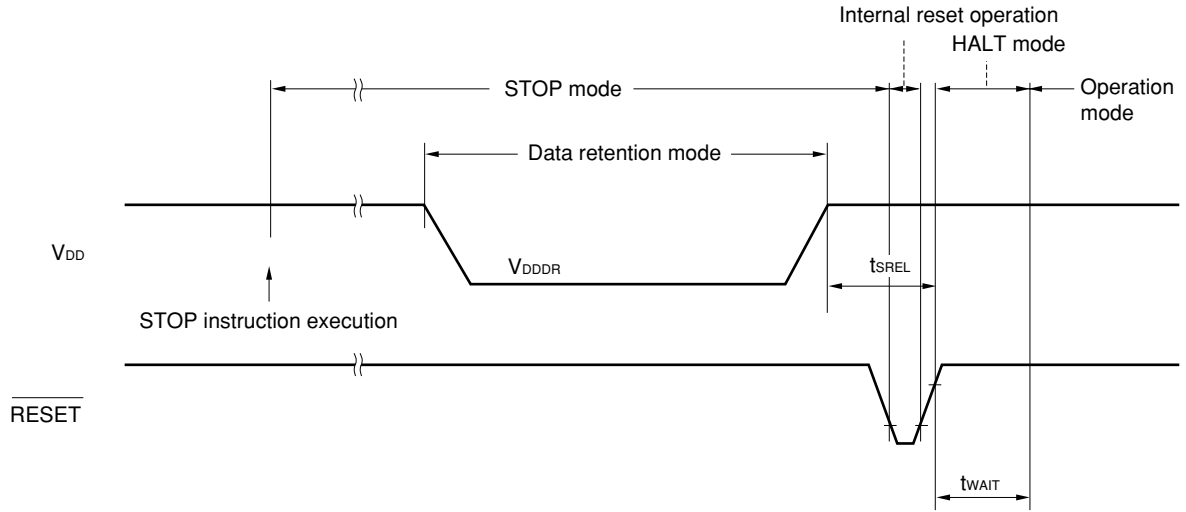 Internal reset operation
HALT mode
STOP mode
Operation
mode
Data retention mode
VDD
VDDDR
tSREL
STOP instruction execution
RESET
tWAIT